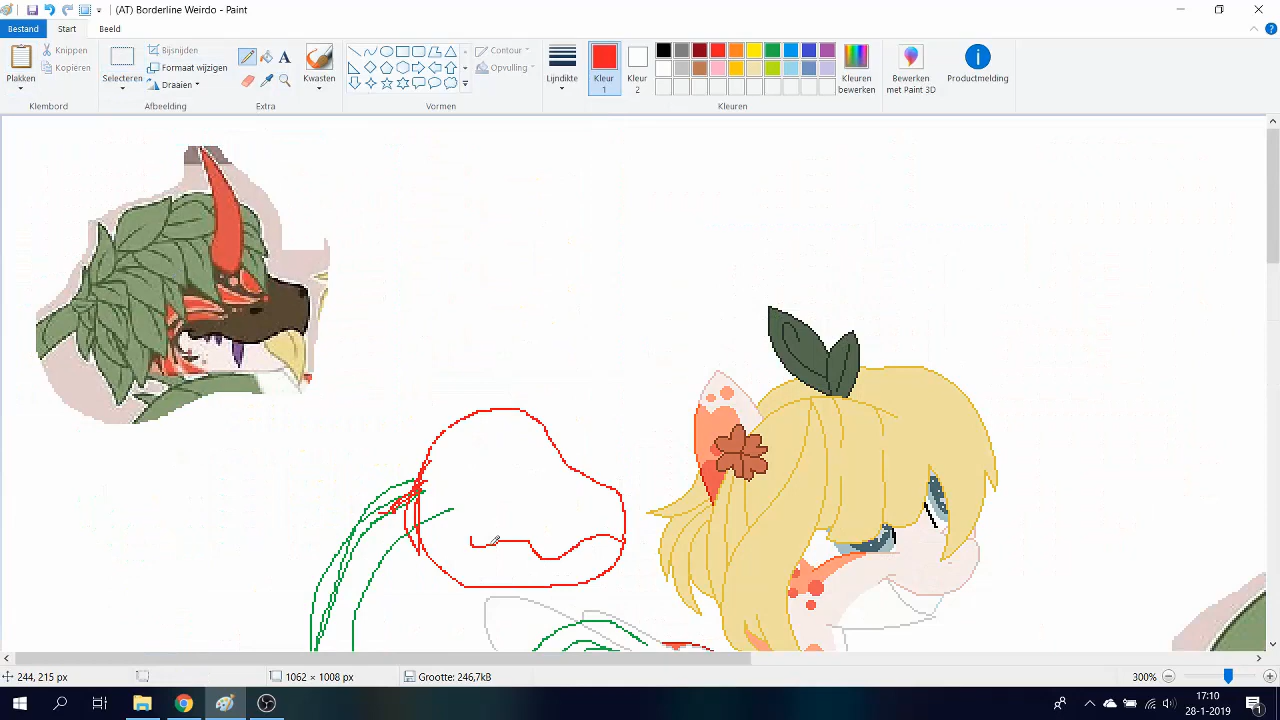 (AT) Borderline Weirdo - Paint
Bestand Start Beeld
Plakken
Knippen
Kopiëren
Klembord
Selecteren
Bijsnijden
Formaat wijzigen
Draaien
Afbeelding
A
Extra
Kwasten
Contour
Opvulling
Vormen
Lijndikte
Kleur 1
Kleur 2
Kleuren bewerken
Kleuren
Bewerken met Paint 3D
Productmelding
244, 215 px
1062 × 1008 px
Grootte: 246,7kB
300%
17:10
28-1-2019